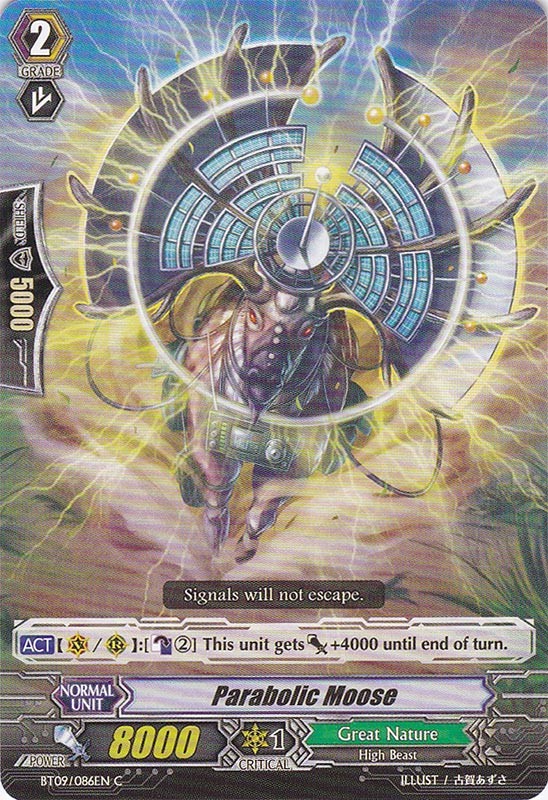 2
GRADE
SHIELD
5000
Signals will not escape.
ACT【V/R】:[②] This unit gets +4000 until end of turn.
NORMAL
UNIT
Parabolic Moose
POWER
8000
1
CRITICAL
Great Nature
High Beast
BT09/086EN C
ILLUST / 古賀あずさ